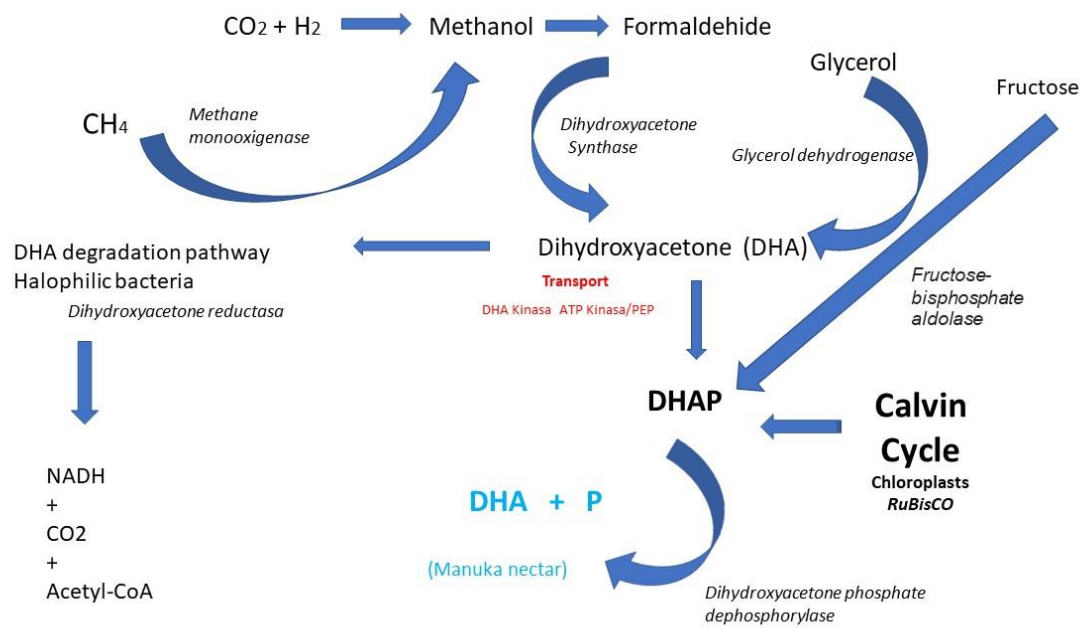 CO2 + H2
Methanol
Formaldehide
Glycerol
Fructose
CH4
Methane
monooxigenase
Dihydroxyacetone
Synthase
Glycerol dehydrogenase
DHA degradation pathway
Halophilic bacteria
Dihydroxyacetone reductasa
Dihydroxyacetone (DHA)
Transport
DHA Kinasa ATP Kinasa/PEP
Fructose-
bisphosphate
aldolase
DHAP
Calvin
Cycle
Chloroplasts
RuBisCO
NADH
+
CO2
+
Acetyl-CoA
DHA + P
(Manuka nectar)
Dihydroxyacetone phosphate
dephosphorylase